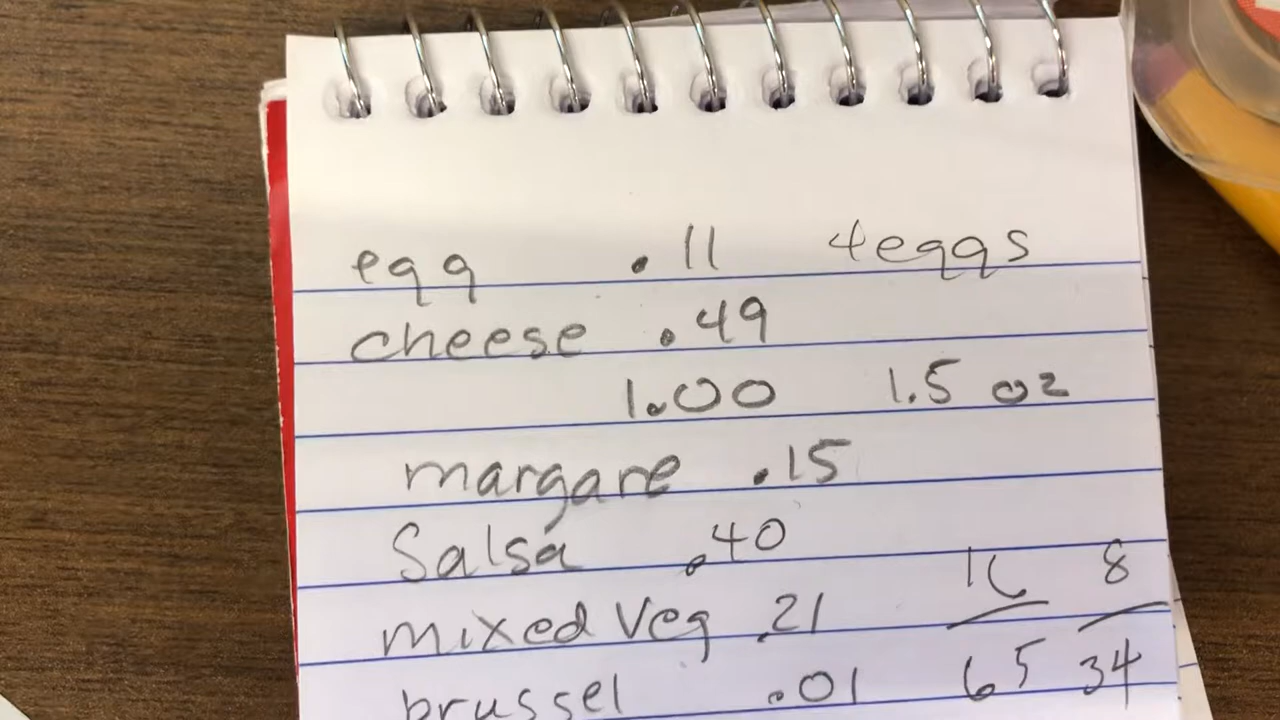 egg .11 4eggs
cheese .49
1.00 1.5 oz
margare .15
Salsa .40
16 8
mixed Veg .21
brussel .01 65 34